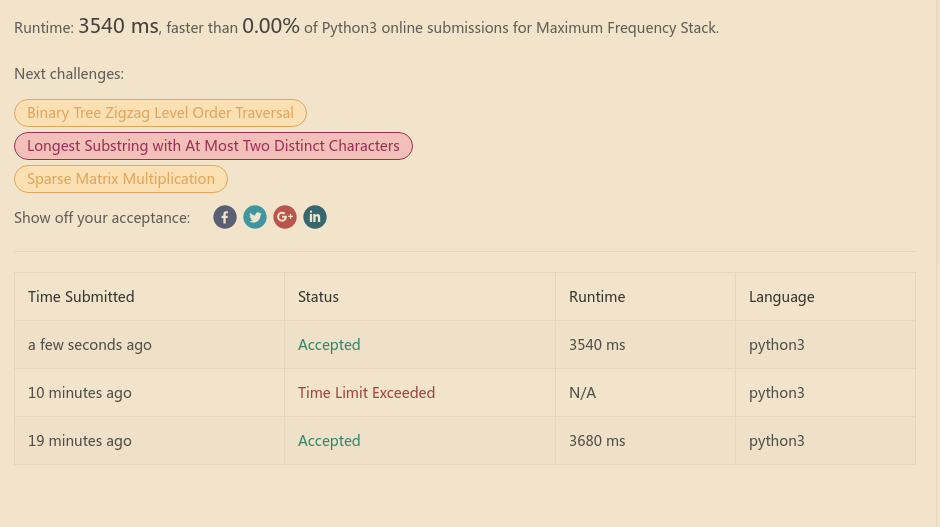 Runtime: 3540 ms, faster than 0.00% of Python3 online submissions for Maximum Frequency Stack.
Next challenges:
Binary Tree Zigzag Level Order Traversal
Longest Substring with At Most Two Distinct Characters
Sparse Matrix Multiplication
Show off your acceptance: f G+ in
Time Submitted Status Runtime Language
a few seconds ago Accepted 3540 ms python3
10 minutes ago Time Limit Exceeded N/A python3
19 minutes ago Accepted 3680 ms python3